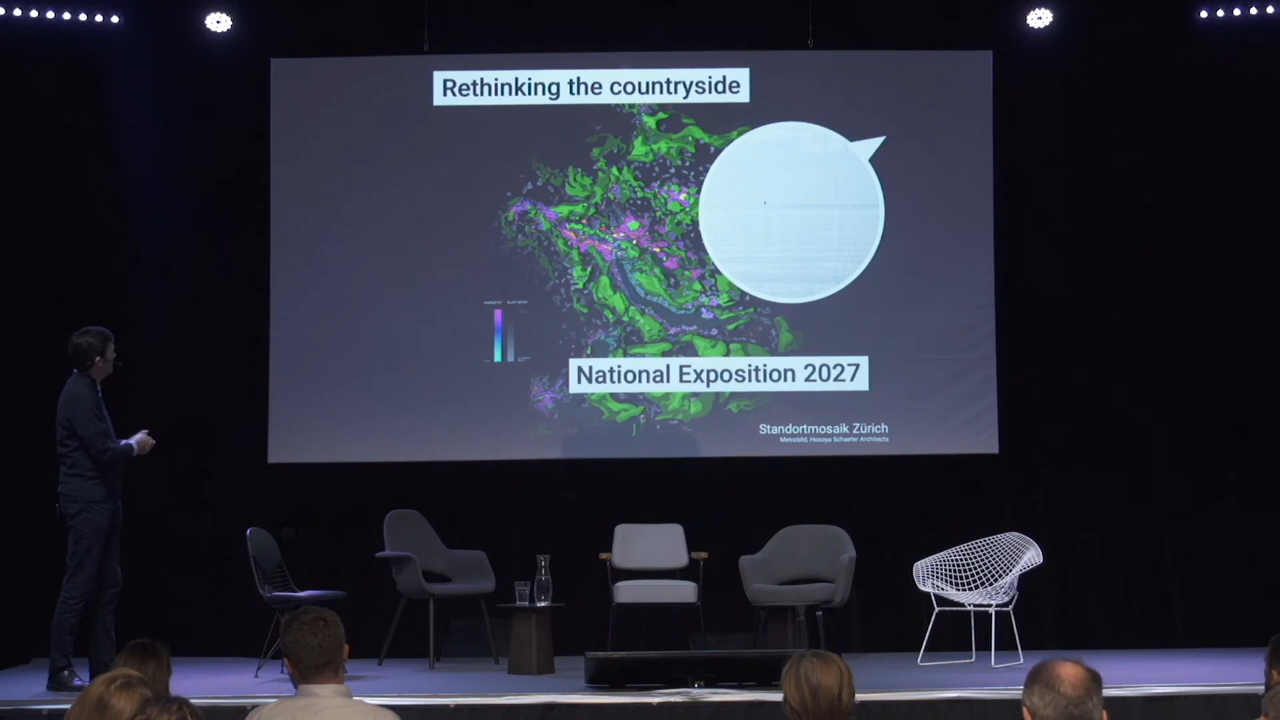 Rethinking the countryside
National Exposition 2027
Standortmosaik Zürich
Metrobild, Hosoya Schaefer Architects